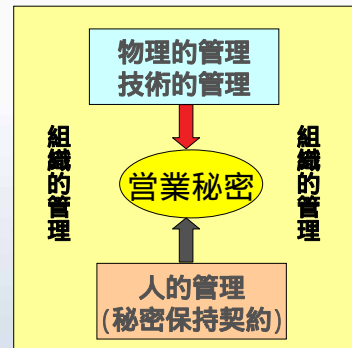 物理的管理
技術的管理
組織的管理
営業秘密
組織的管理
人的管理
(秘密保持契約)